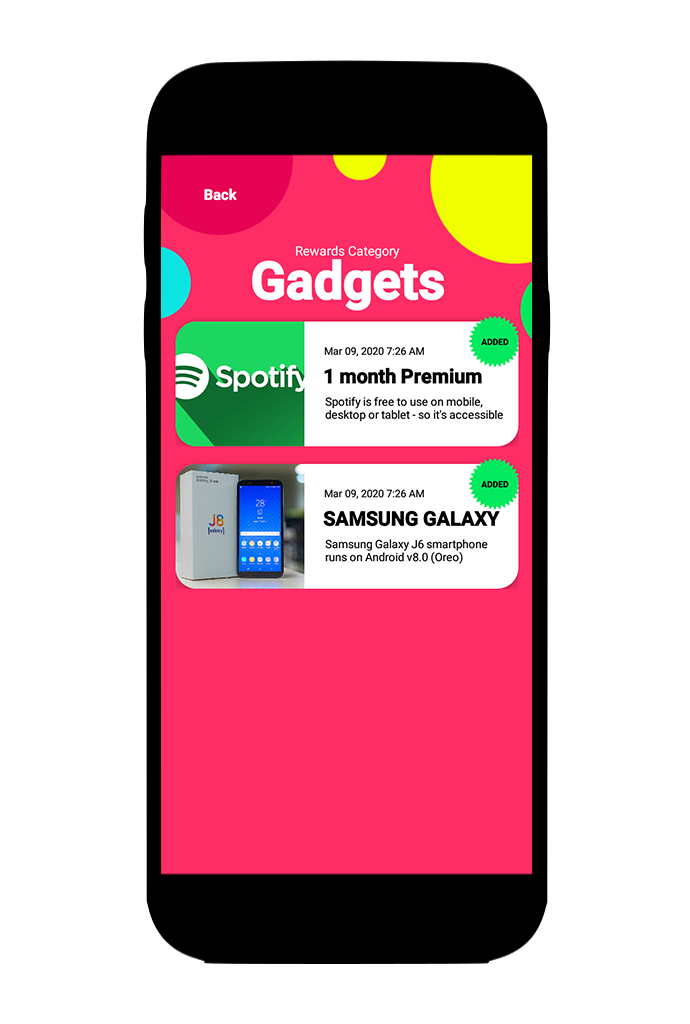 Back
Rewards Category
Gadgets
Spotify
Mar 09, 2020 7:26 AM
ADDED
1 month Premium
Spotify is free to use on mobile,
desktop or tablet - so it's accessible
J8
infinity
28°
Mar 09, 2020 7:26 AM
ADDED
SAMSUNG GALAXY
Samsung Galaxy J6 smartphone
runs on Android v8.0 (Oreo)